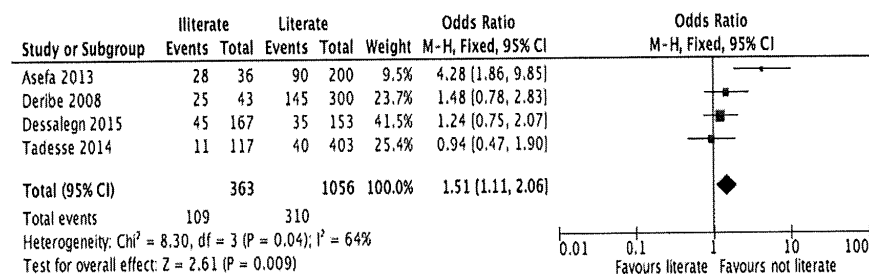 Illiterate Literate Odds Ratio Odds Ratio
Study or Subgroup Events Total Events Total Weight M-H, Fixed, 95% CI M-H, Fixed, 95% CI
Asefa 2013 28 36 90 200 9.5% 4.28 [1.86, 9.85]
Deribe 2008 25 43 145 300 23.7% 1.48 [0.78, 2.83]
Dessalegn 2015 45 167 35 153 41.5% 1.24 [0.75, 2.07]
Tadesse 2014 11 117 40 403 25.4% 0.94 [0.47, 1.90]
Total (95% CI) 363 1056 100.0% 1.51 [1.11, 2.06]
Total events 109 310
Heterogeneity: Chi² = 8.30, df = 3 (P = 0.04); I² = 64%
Test for overall effect: Z = 2.61 (P = 0.009)
0.01 0.1 1 10 100
Favours literate Favours not literate